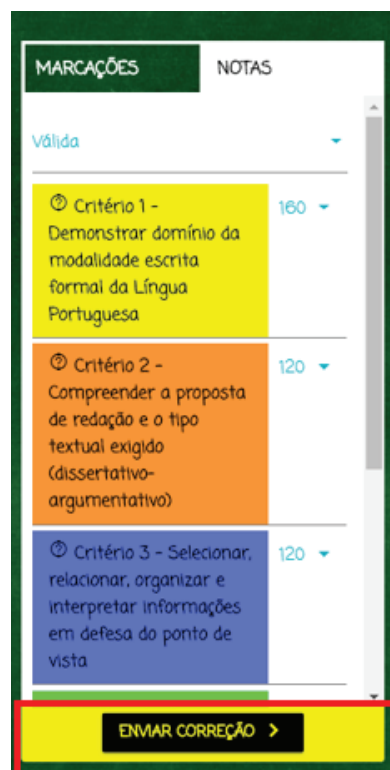 MARCAÇÕES NOTAS
Válida
Critério 1 - 160
Demonstrar domínio da
modalidade escrita
formal da Língua
Portuguesa
Critério 2 - 120
Compreender a proposta
de redação e o tipo
textual exigido
(dissertativo-
argumentativo)
Critério 3 - Selecionar, 120
relacionar, organizar e
interpretar informações
em defesa do ponto de
vista
ENVIAR CORREÇÃO >